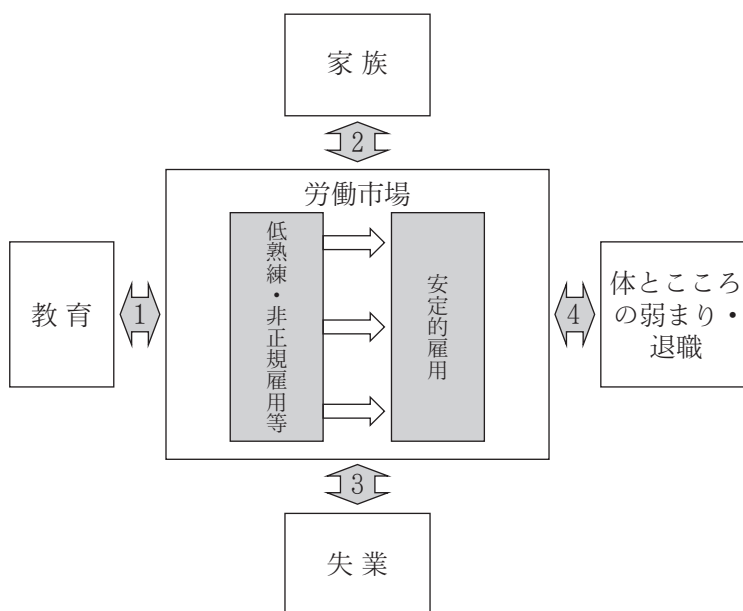 家族
2
労働市場
低熟練・非正規雇用等
安定的雇用
教育
1
4
体とこころ
の弱まり・
退職
3
失業